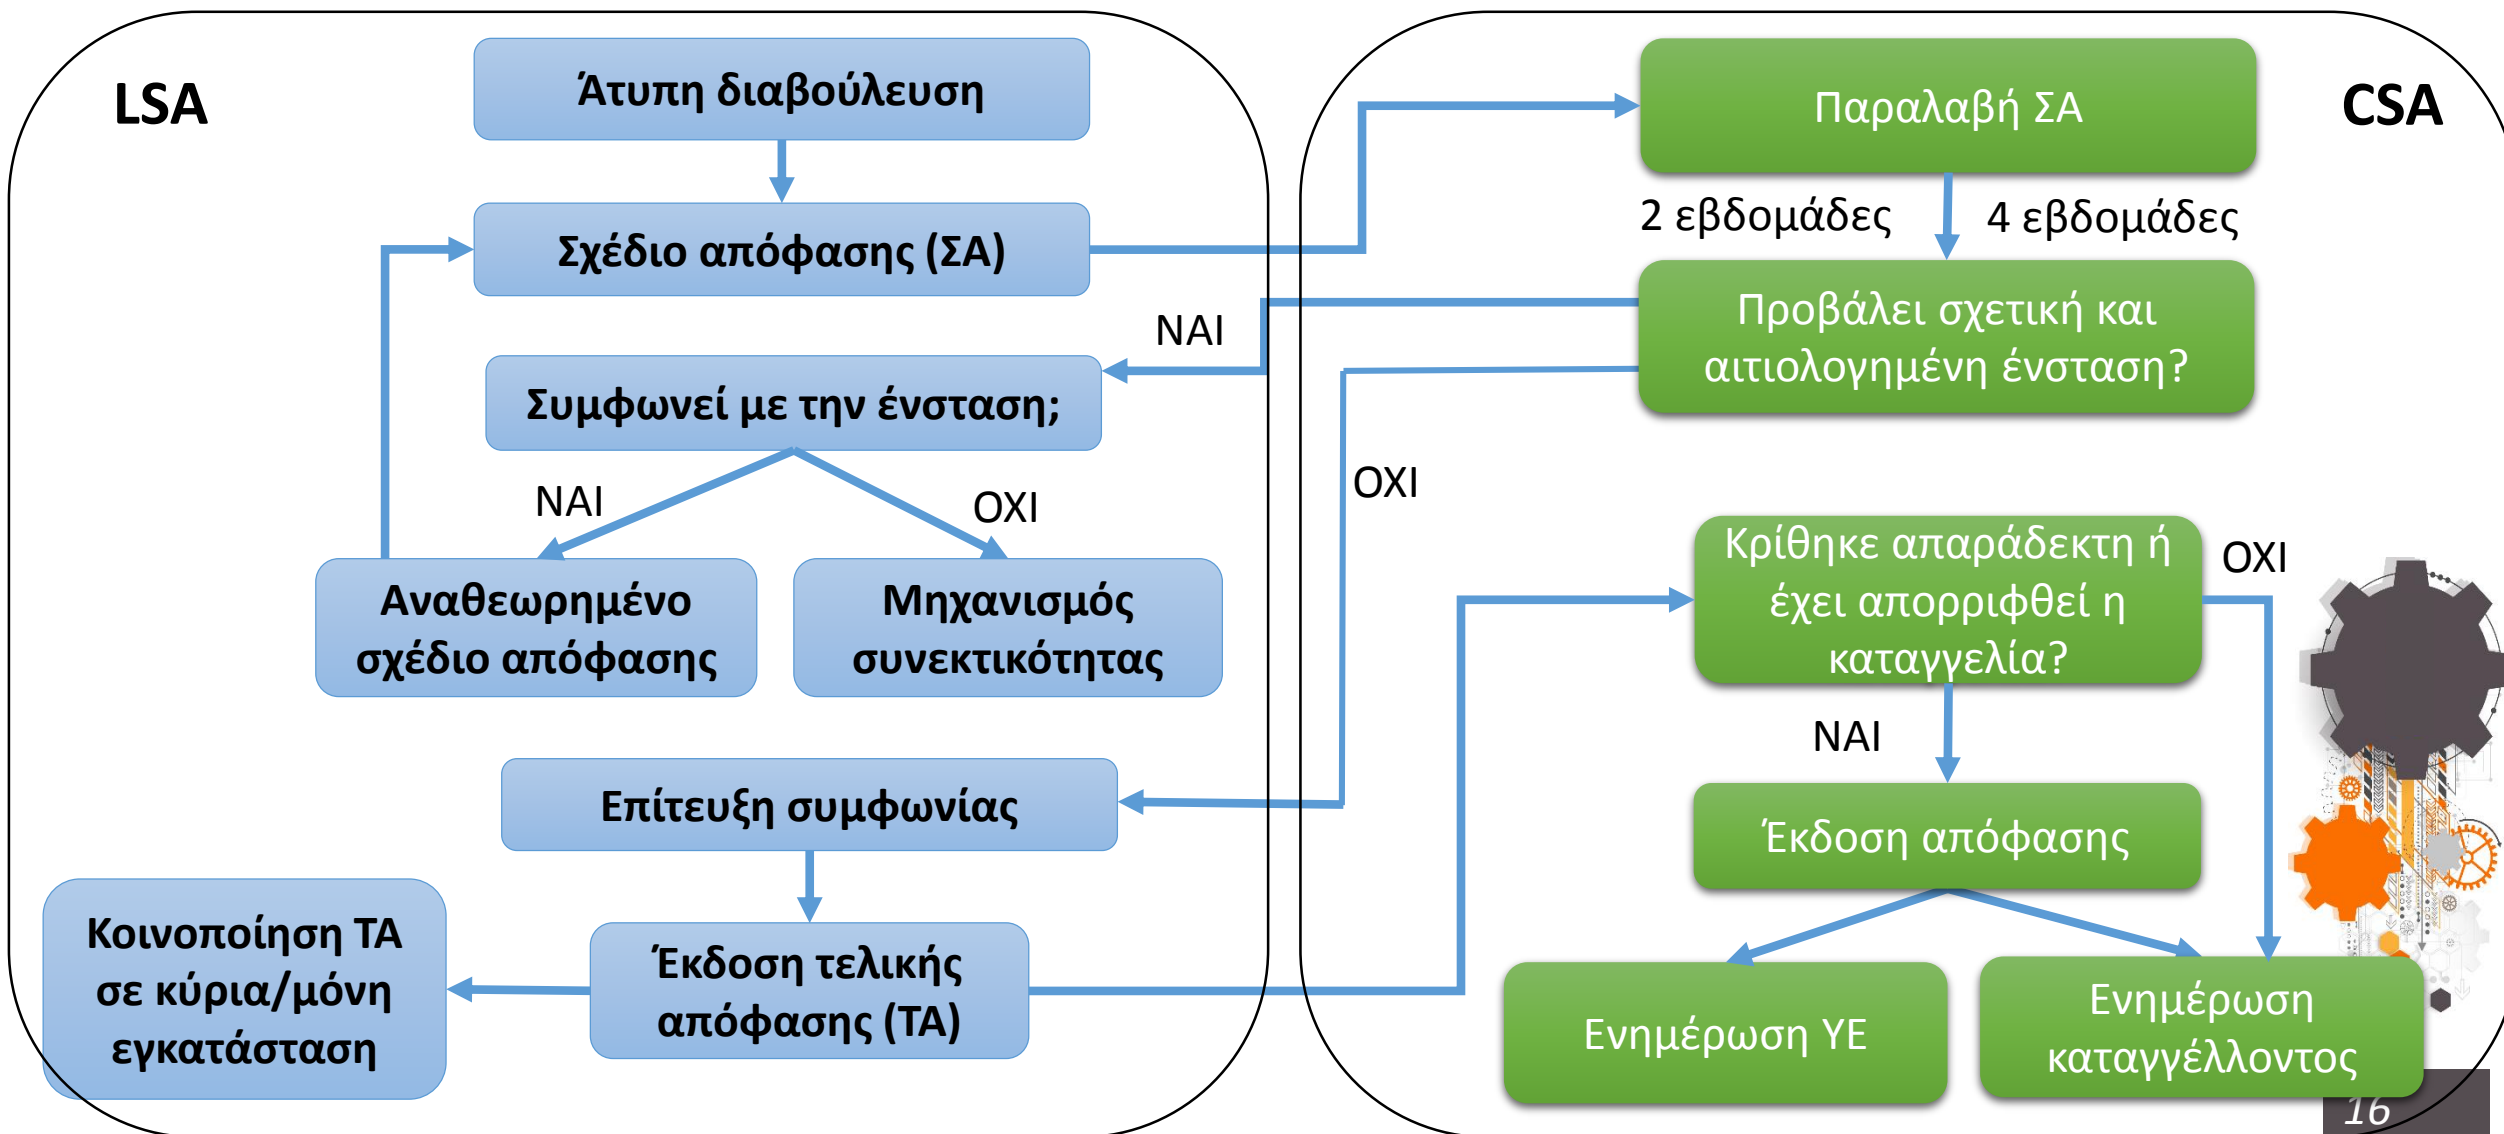 LSA
Άτυπη διαβούλευση
Σχέδιο απόφασης (ΣΑ)
ΝΑΙ
Συμφωνεί με την ένσταση;
ΝΑΙ
ΟΧΙ
Αναθεωρημένο
σχέδιο απόφασης
Μηχανισμός
συνεκτικότητας
Επίτευξη συμφωνίας
Κοινοποίηση ΤΑ
σε κύρια/μόνη
εγκατάσταση
Έκδοση τελικής
απόφασης (ΤΑ)
CSA
Παραλαβή ΣΑ
2 εβδομάδες
4 εβδομάδες
Προβάλει σχετική και
αιτιολογημένη ένσταση?
ΟΧΙ
Κρίθηκε απαράδεκτη ή
έχει απορριφθεί η
καταγγελία?
ΟΧΙ
ΝΑΙ
Έκδοση απόφασης
Ενημέρωση ΥΕ
Ενημέρωση
καταγγέλλοντος
16